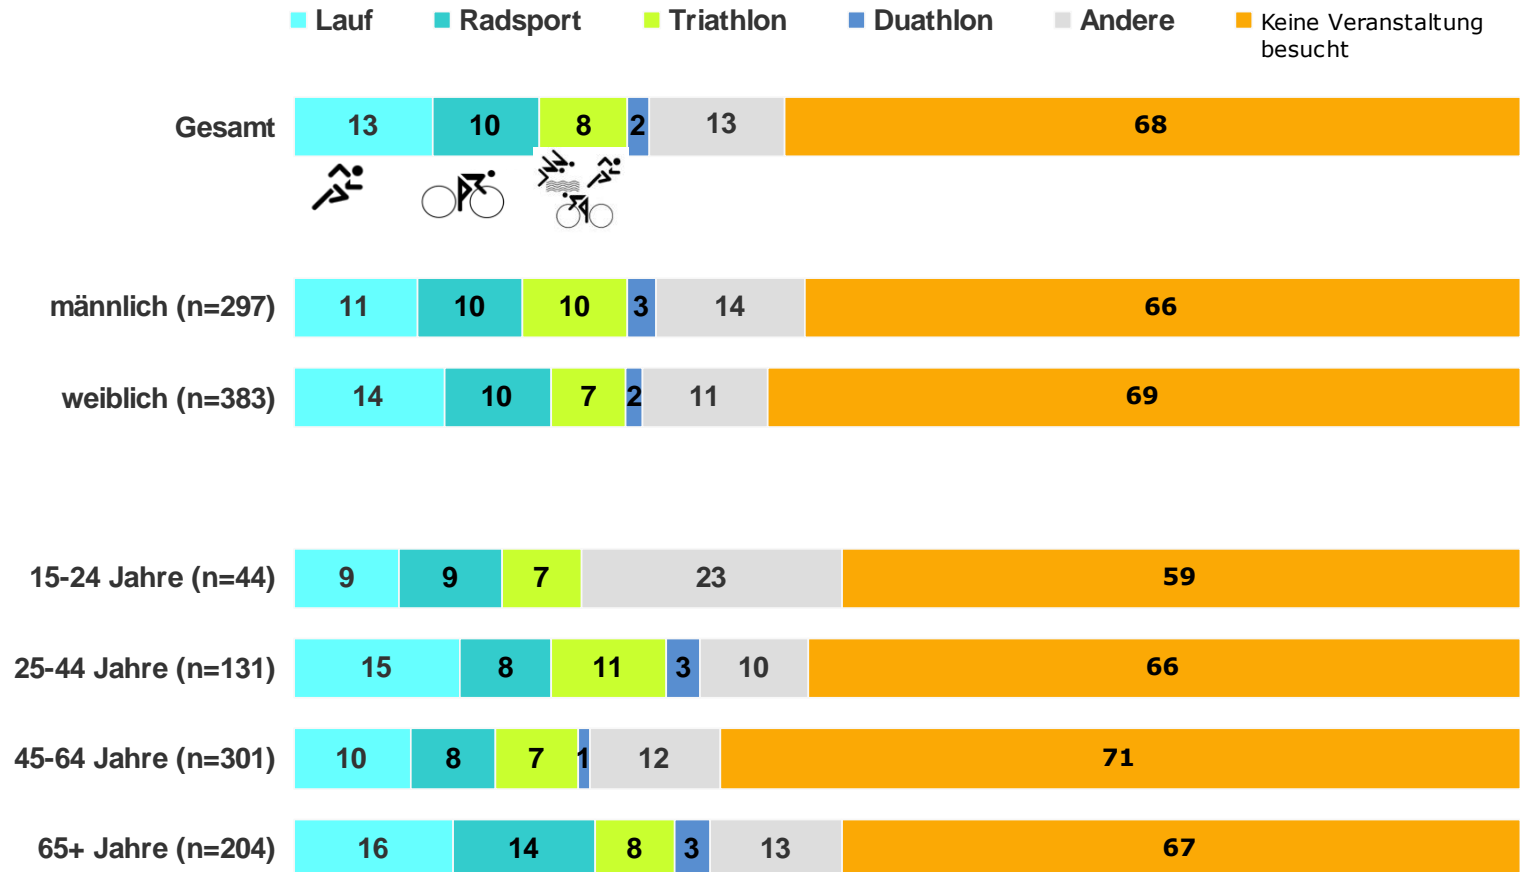 Lauf Radsport Triathlon Duathlon Andere Keine Veranstaltung
besucht
Gesamt 13 10 8 2 13 68
männlich (n=297) 11 10 10 3 14 66
weiblich (n=383) 14 10 7 2 11 69
15-24 Jahre (n=44) 9 9 7 23 59
25-44 Jahre (n=131) 15 8 11 3 10 66
45-64 Jahre (n=301) 10 8 7 1 12 71
65+ Jahre (n=204) 16 14 8 3 13 67